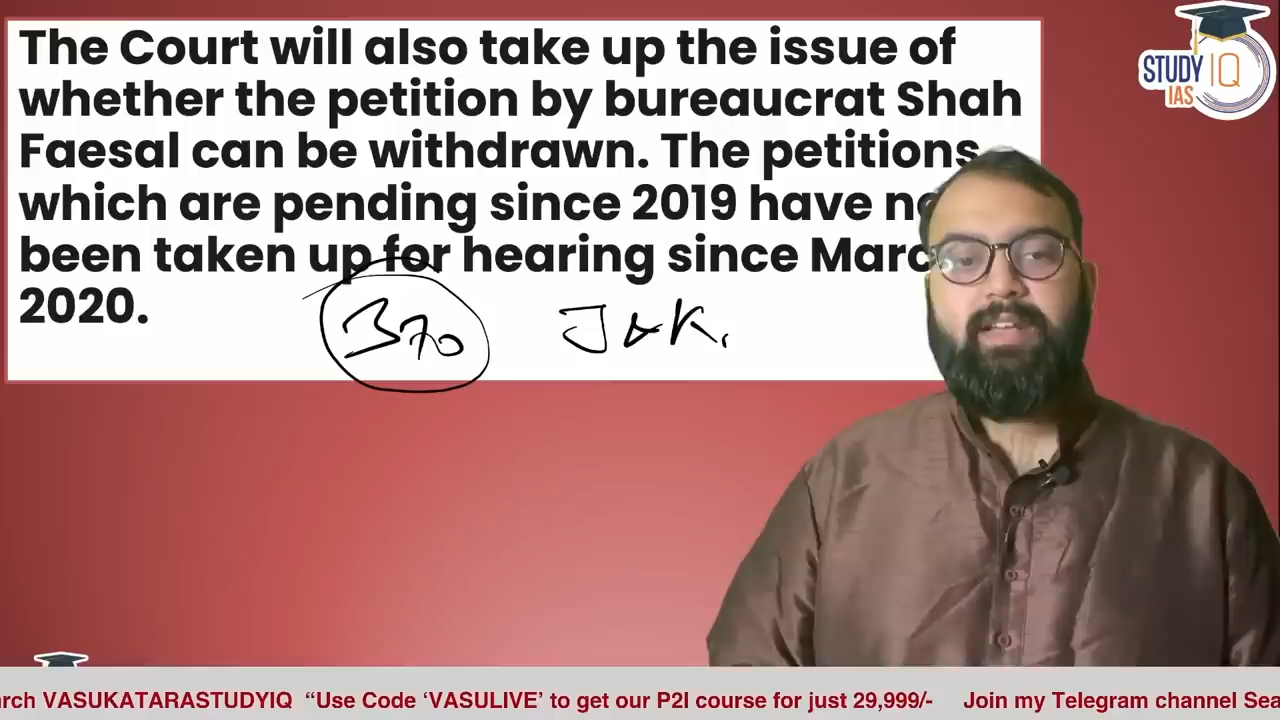 The Court will also take up the issue of
whether the petition by bureaucrat Shah
Faesal can be withdrawn. The petitions
which are pending since 2019 have
been taken up for hearing since
2020.
370 J&K.
STUDY IQ
IAS
VASUKATARASTUDYIQ “Use Code ‘VASULIVE’ to get our P2I course for just 29,999/- Join my Telegram channel